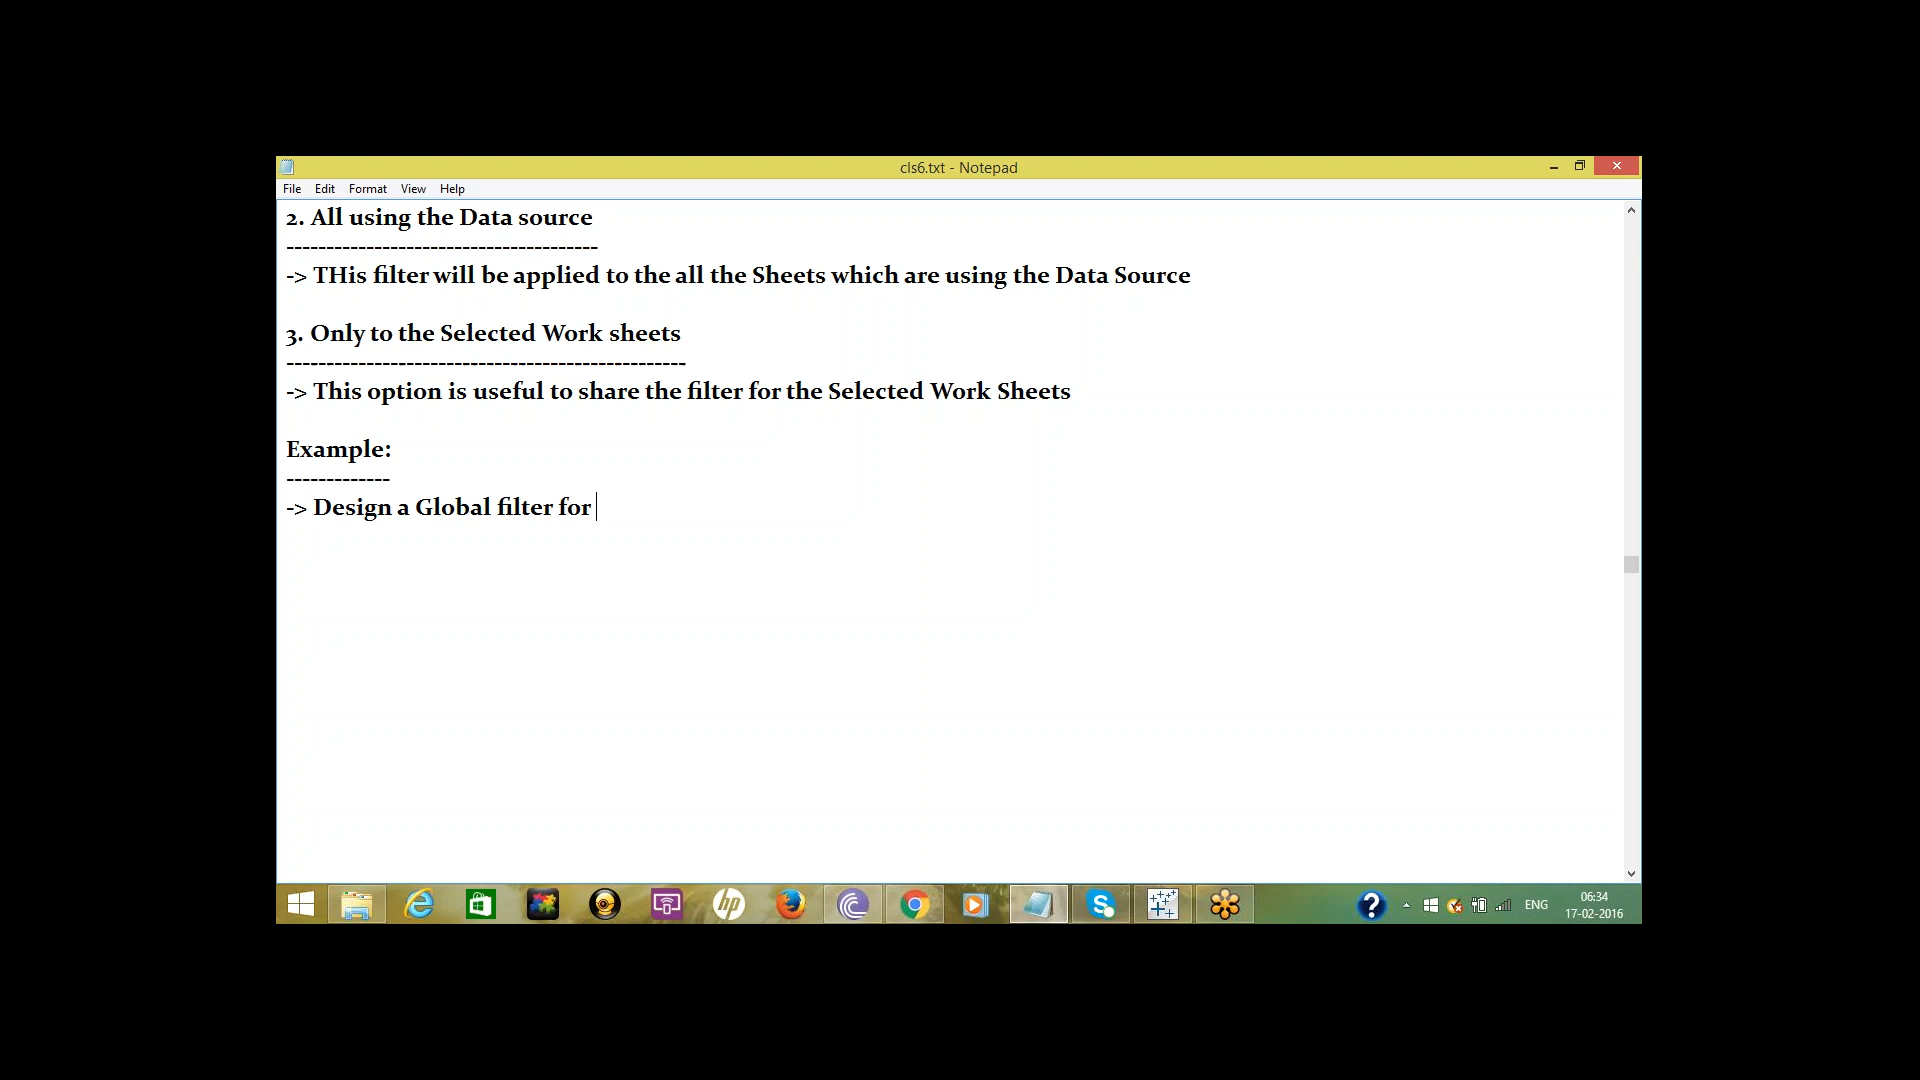 cls6.txt - Notepad
File Edit Format View Help
2. All using the Data source
---------------------------------------
-> THis filter will be applied to the all the Sheets which are using the Data Source
3. Only to the Selected Work sheets
--------------------------------------------------
-> This option is useful to share the filter for the Selected Work Sheets
Example:
-------------
-> Design a Global filter for
hp
S
?
ENG
06:34
17-02-2016